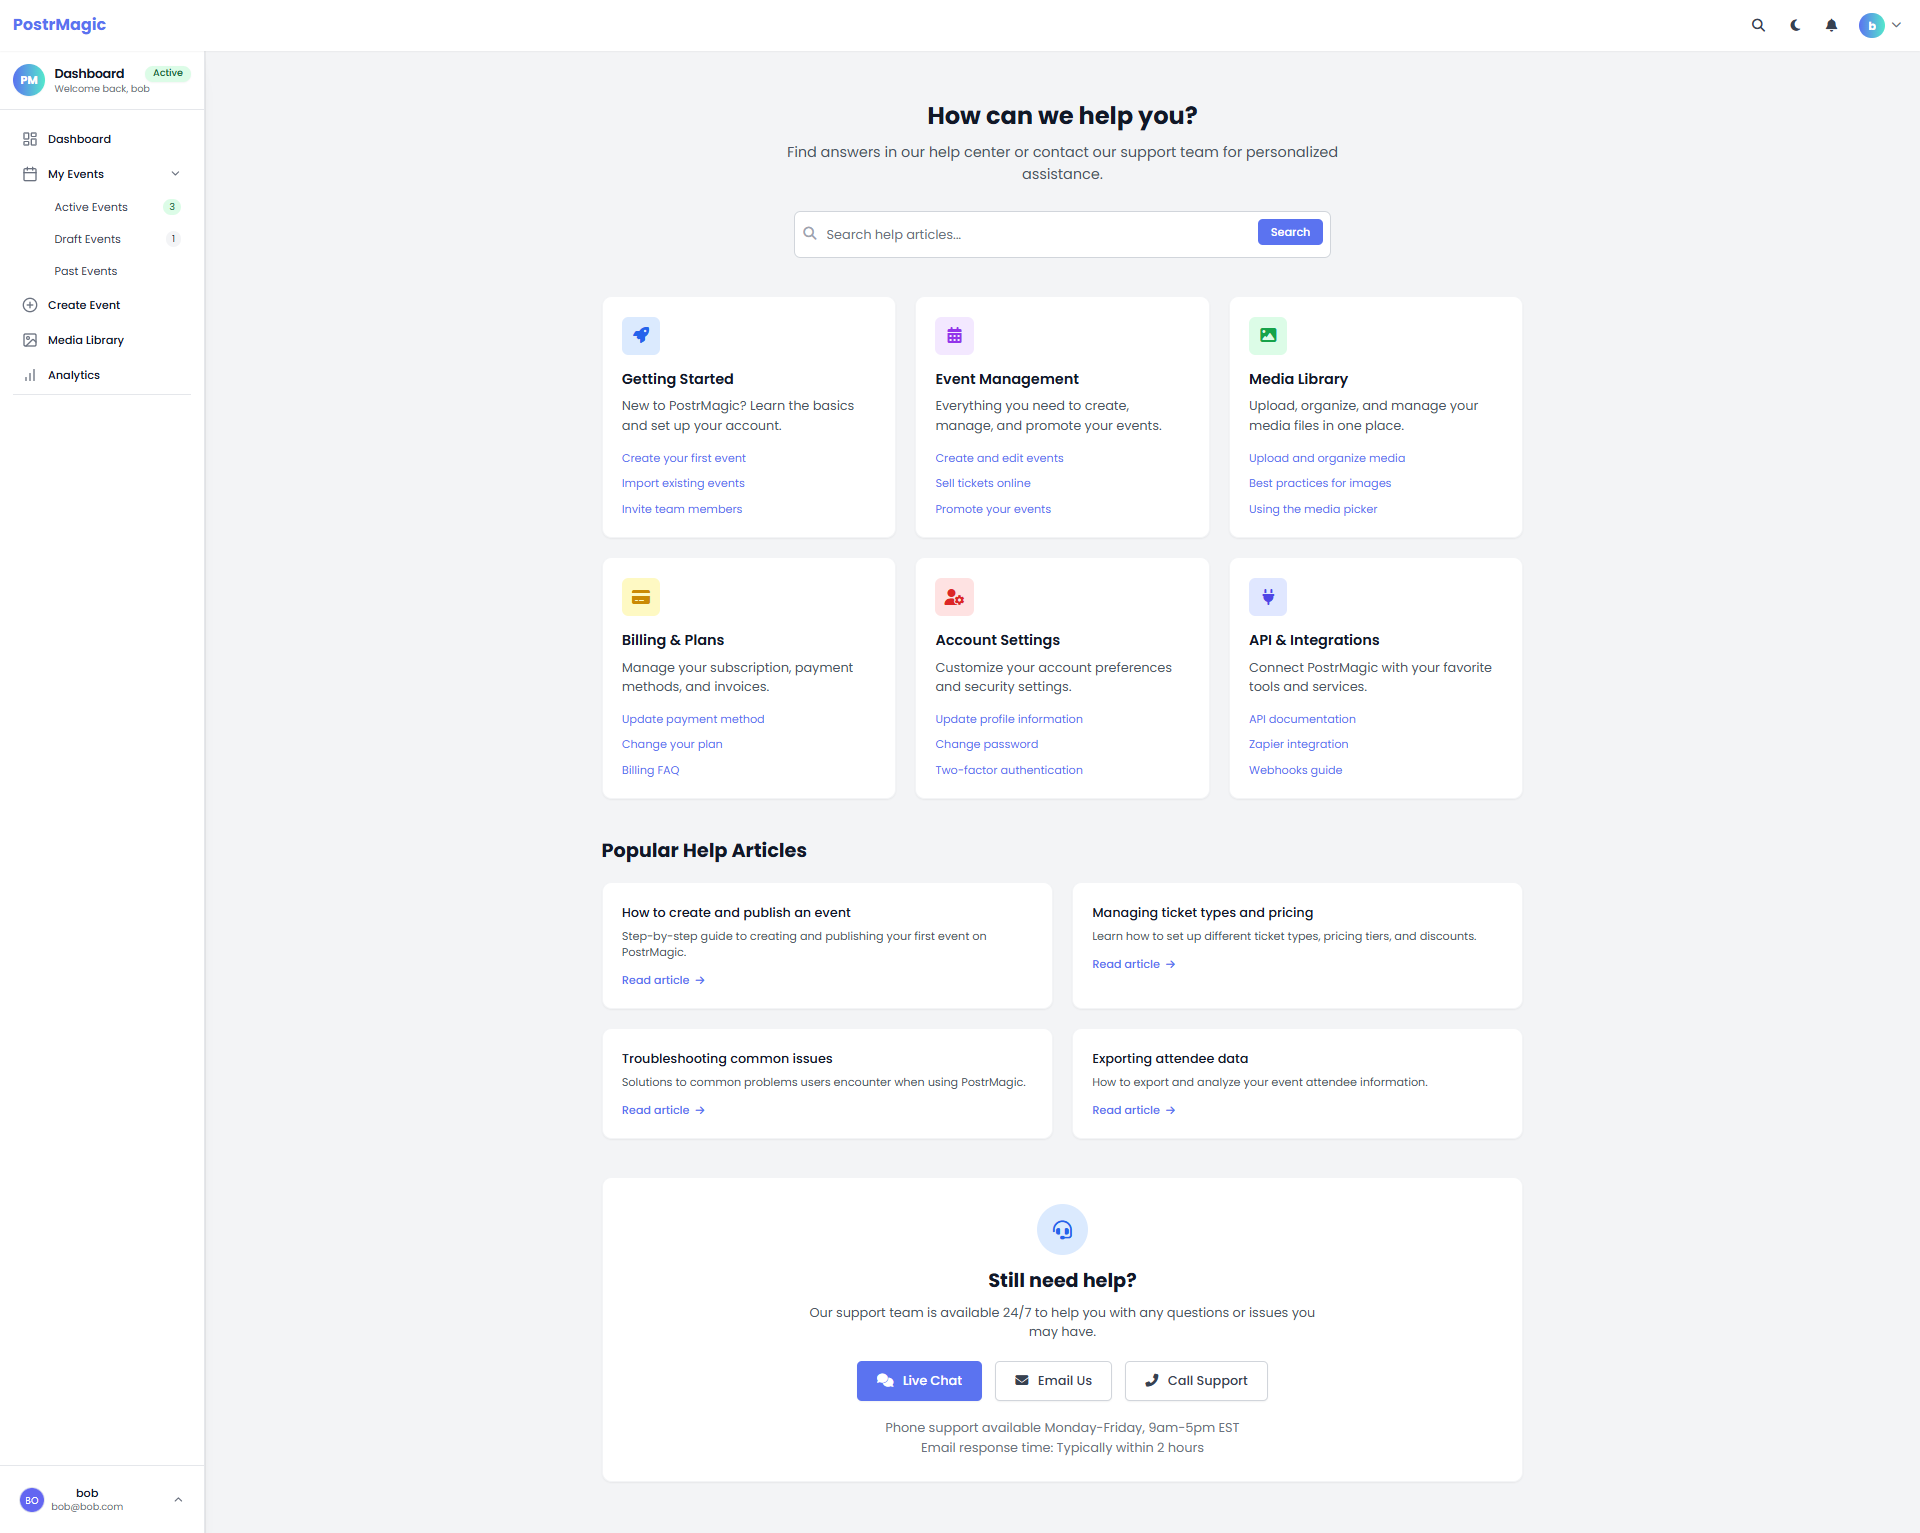 PostrMagic
b
PM
Dashboard
Active
Welcome back, bob
Dashboard
My Events
Active Events
3
Draft Events
1
Past Events
Create Event
Media Library
Analytics
How can we help you?
Find answers in our help center or contact our support team for personalized
assistance.
Search help articles...
Search
Getting Started
New to PostrMagic? Learn the basics
and set up your account.
Create your first event
Import existing events
Invite team members
Event Management
Everything you need to create,
manage, and promote your events.
Create and edit events
Sell tickets online
Promote your events
Media Library
Upload, organize, and manage your
media files in one place.
Upload and organize media
Best practices for images
Using the media picker
Billing & Plans
Manage your subscription, payment
methods, and invoices.
Update payment method
Change your plan
Billing FAQ
Account Settings
Customize your account preferences
and security settings.
Update profile information
Change password
Two-factor authentication
API & Integrations
Connect PostrMagic with your favorite
tools and services.
API documentation
Zapier integration
Webhooks guide
Popular Help Articles
How to create and publish an event
Step-by-step guide to creating and publishing your first event on
PostrMagic.
Read article →
Managing ticket types and pricing
Learn how to set up different ticket types, pricing tiers, and discounts.
Read article →
Troubleshooting common issues
Solutions to common problems users encounter when using PostrMagic.
Read article →
Exporting attendee data
How to export and analyze your event attendee information.
Read article →
Still need help?
Our support team is available 24/7 to help you with any questions or issues you
may have.
Live Chat
Email Us
Call Support
Phone support available Monday-Friday, 9am-5pm EST
Email response time: Typically within 2 hours
BO
bob
bob@bob.com